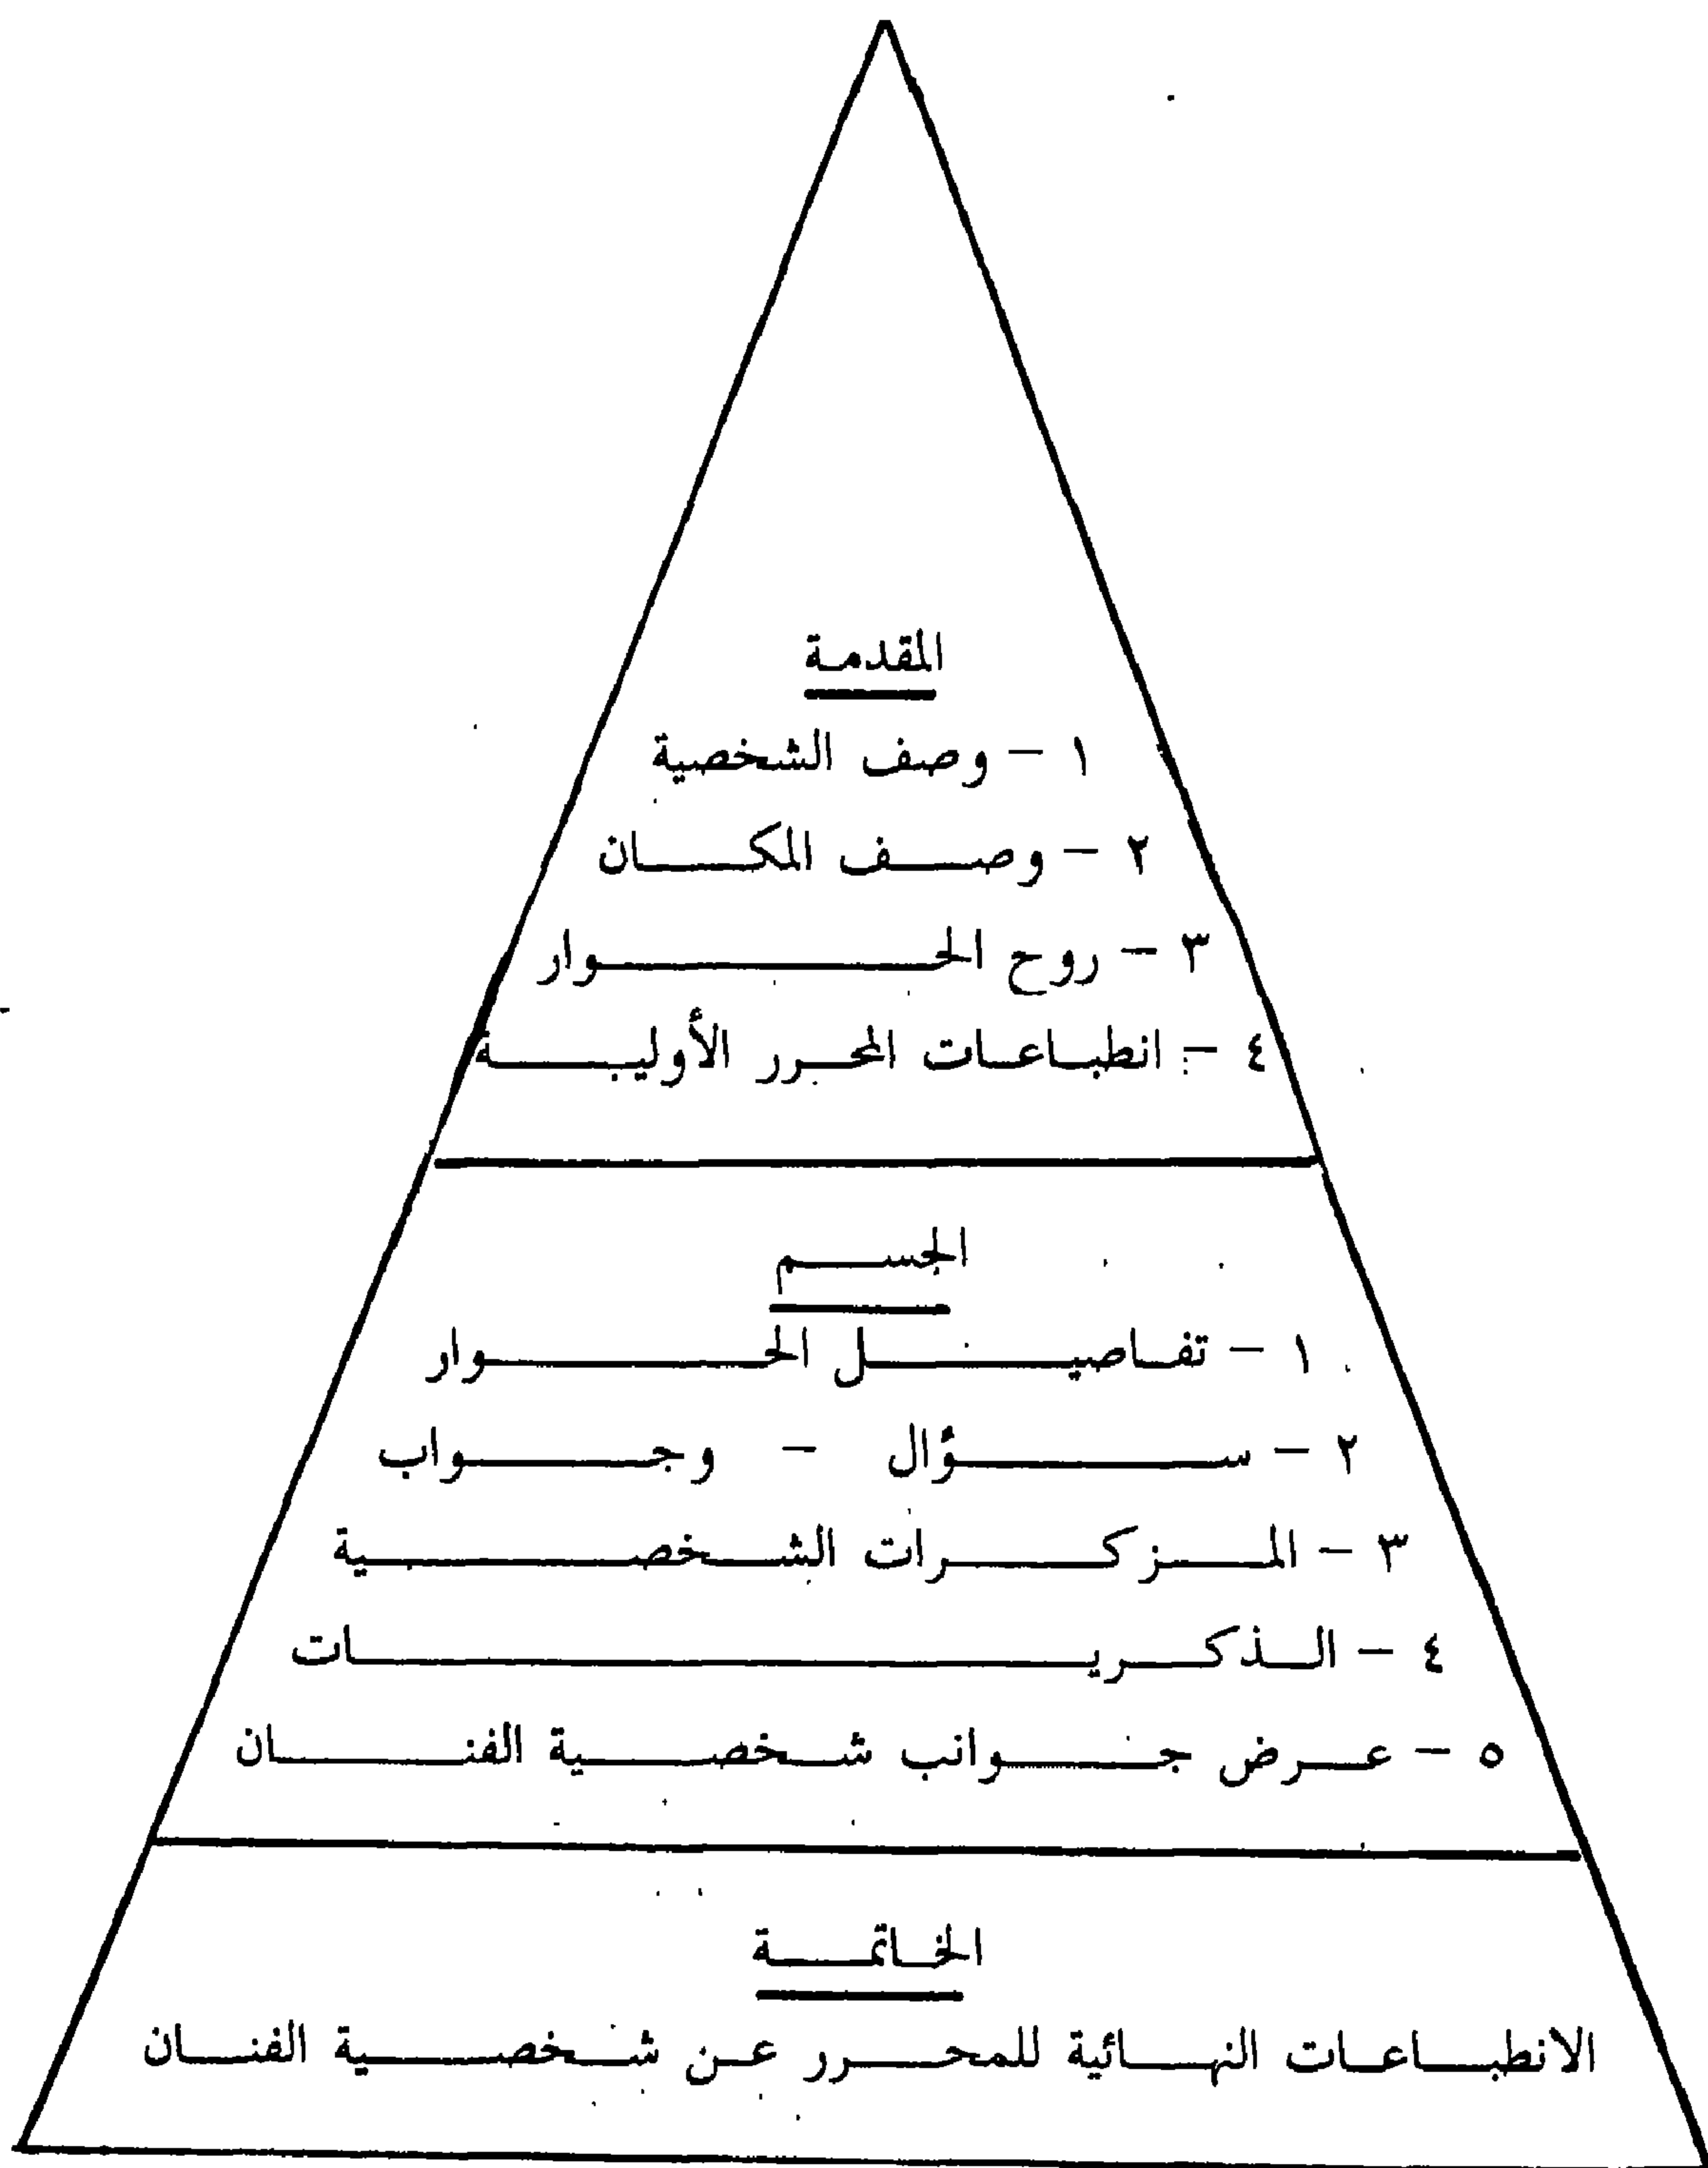 المقدمة
١ - وصف الشخصية
٢ - وصف المكان
٣ - روح الحوار
٤ - انطباعات المحرر الأولية
الجسم
١ - تفاصيل الحوار
٢ - سؤال - وجواب
٣ - المزكرات الشخصية
٤ - الذكريات
٥ - عرض جوانب شخصية الفنان
الخاتمة
الانطباعات النهائية للمحرر عن شخصية الفنان